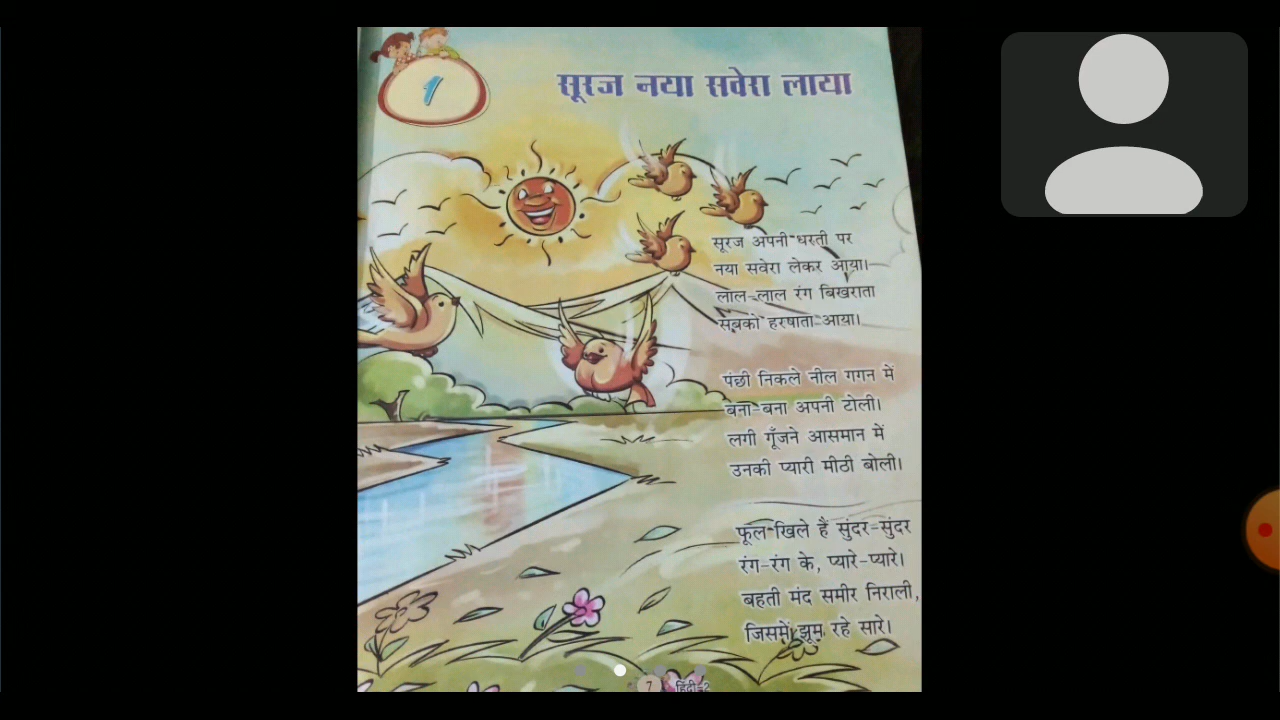 1
सूरज नया सवेरा लाया
सूरज अपनी धरती पर
नया सवेरा लेकर आया।
लाल-लाल रंग बिखराता
सबको हरषाता आया।
पंछी निकले नील गगन में
बना-बना अपनी टोली।
लगी गूँजने आसमान में
उनकी प्यारी मीठी बोली।
फूल खिले हैं सुंदर-सुंदर
रंग-रंग के, प्यारे-प्यारे।
बहती मंद समीर निराली,
जिसमें झूम रहे सारे।
7 हिंदी-2